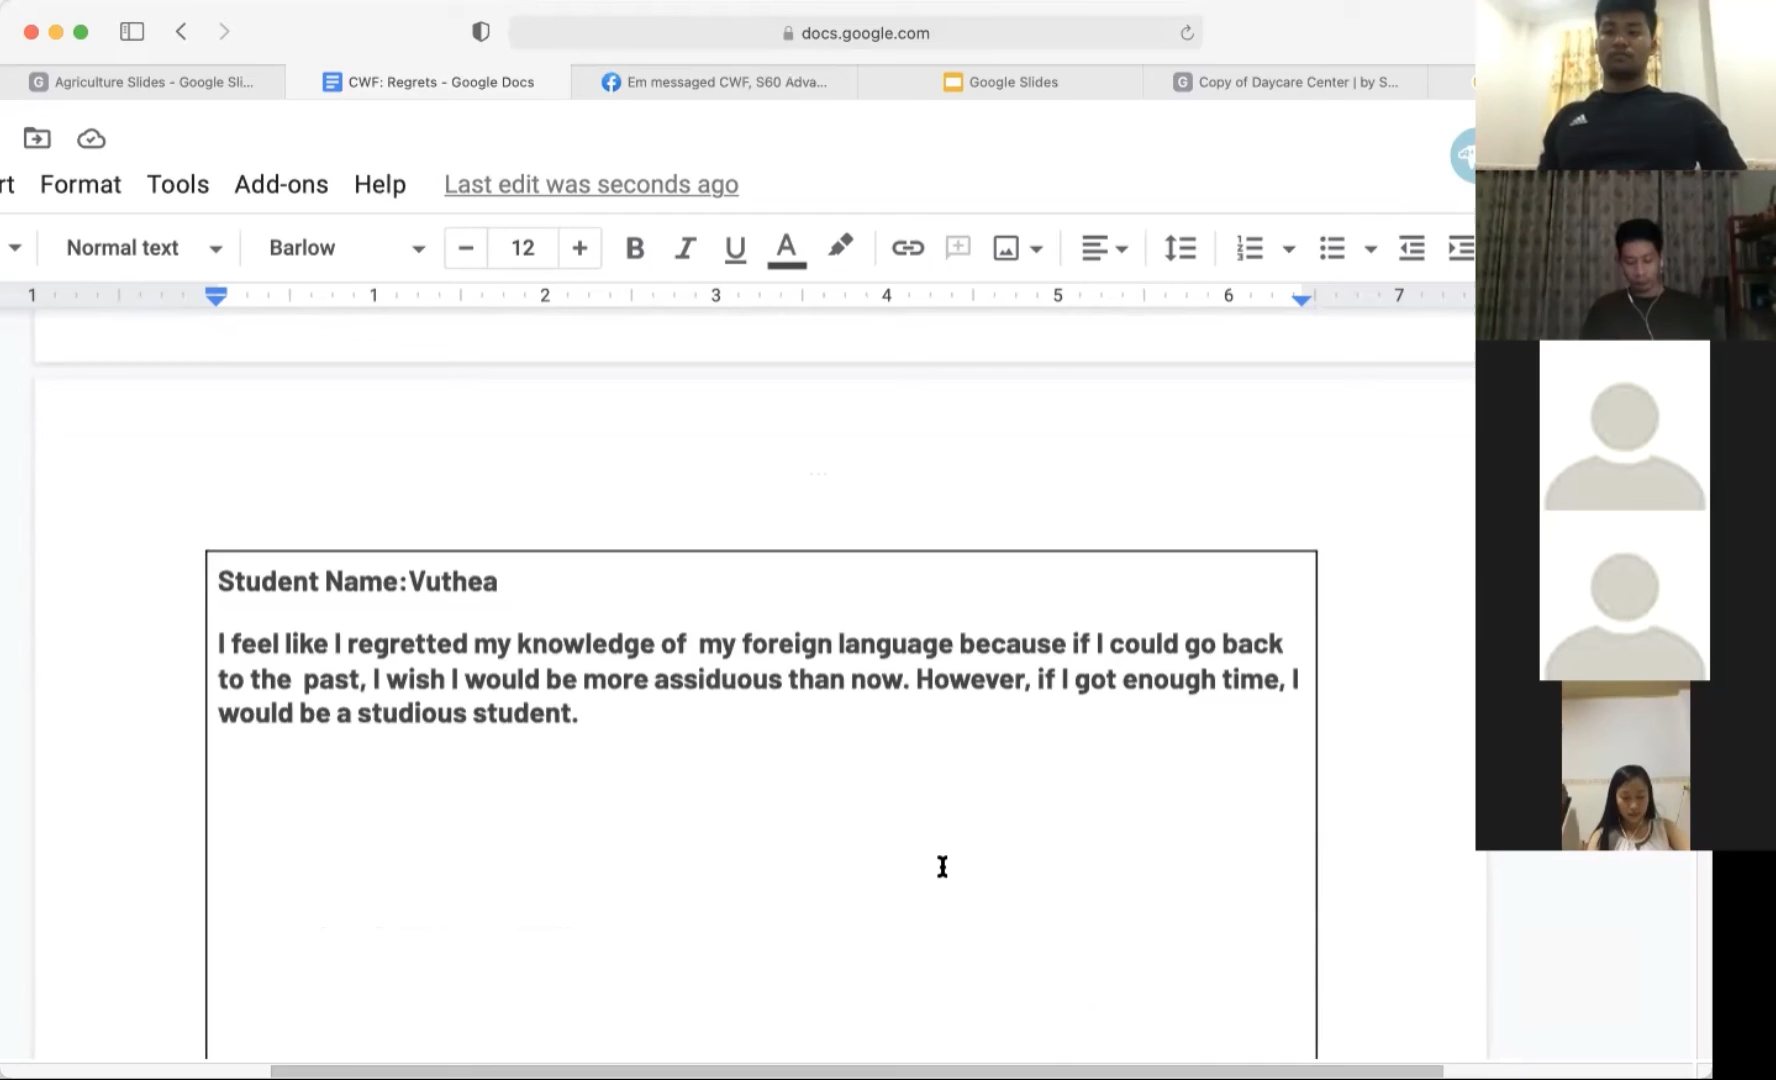 docs.google.com
Agriculture Slides - Google Sli...
CWF: Regrets - Google Docs
Em messaged CWF, S60 Adva...
Google Slides
Copy of Daycare Center | by S...
rt Format Tools Add-ons Help Last edit was seconds ago
Normal text Barlow 12 B I U A
1 1 2 3 4 5 6 7
Student Name:Vuthea
I feel like I regretted my knowledge of  my foreign language because if I could go back
to the  past, I wish I would be more assiduous than now. However, if I got enough time, I
would be a studious student.